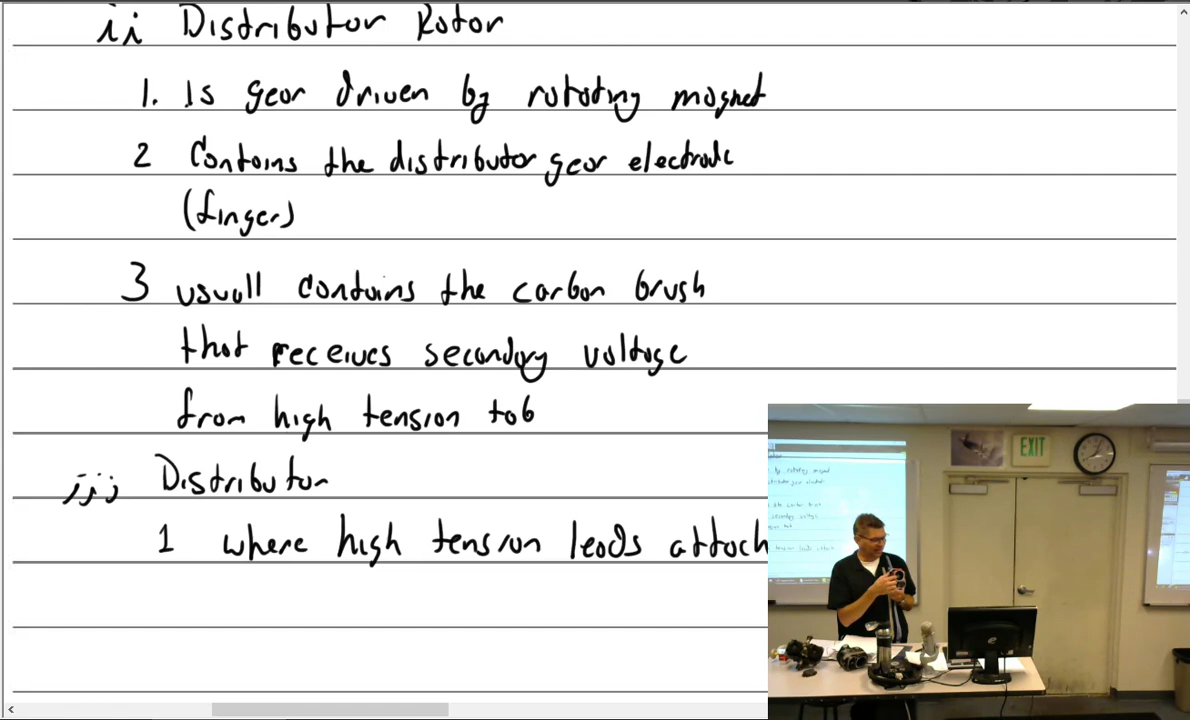 ii Distributor Rotor
1. Is gear driven by rotating magnet
2 Contains the distributor gear electrode
(finger)
3 usuall contains the carbon brush
that receives secondary voltage
from high tension tab
iii Distributor
1 where high tension leads attach
EXIT